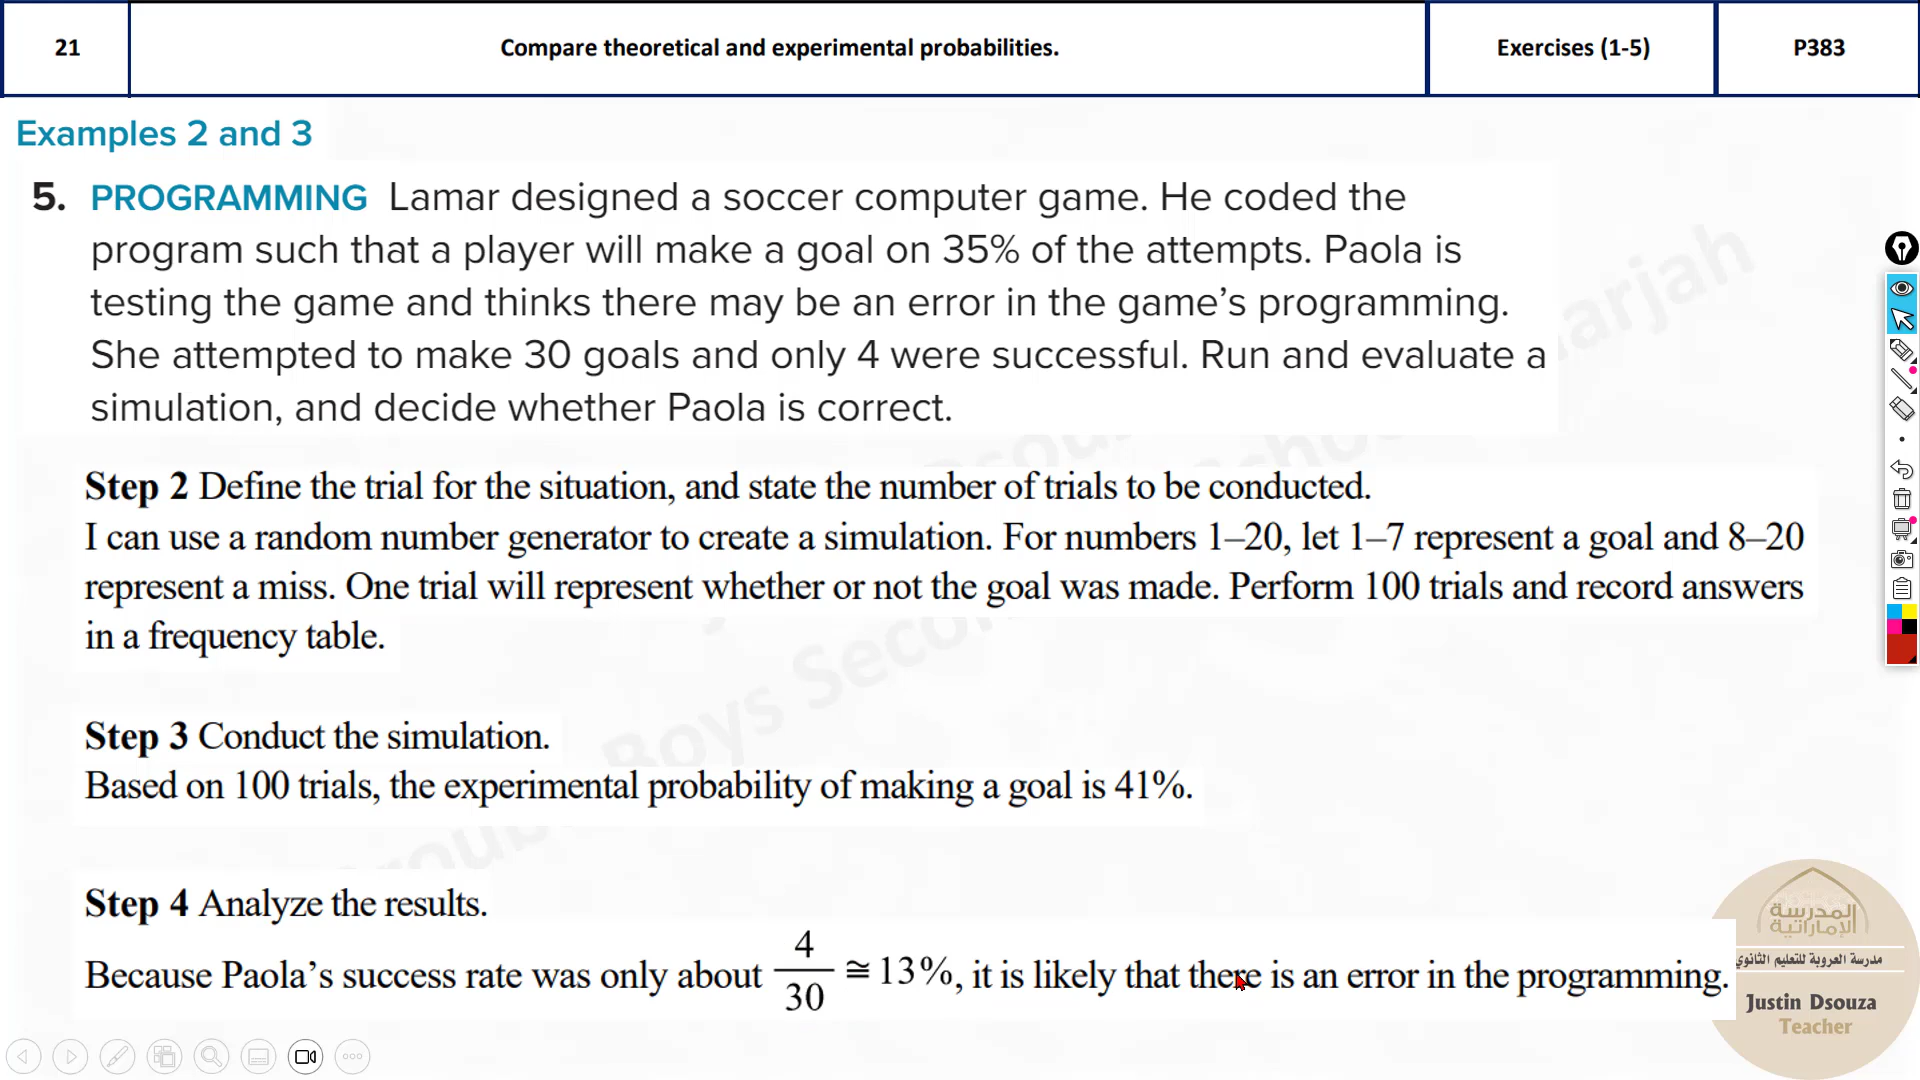 21
Compare theoretical and experimental probabilities.
Exercises (1-5)
P383
Examples 2 and 3
5. PROGRAMMING Lamar designed a soccer computer game. He coded the
program such that a player will make a goal on 35% of the attempts. Paola is
testing the game and thinks there may be an error in the game's programming.
She attempted to make 30 goals and only 4 were successful. Run and evaluate a
simulation, and decide whether Paola is correct.
Step 2 Define the trial for the situation, and state the number of trials to be conducted.
I can use a random number generator to create a simulation. For numbers 1–20, let 1–7 represent a goal and 8–20
represent a miss. One trial will represent whether or not the goal was made. Perform 100 trials and record answers
in a frequency table.
Step 3 Conduct the simulation.
Based on 100 trials, the experimental probability of making a goal is 41%.
Step 4 Analyze the results.
Because Paola's success rate was only about 4/30 ≅ 13%, it is likely that there is an error in the programming.
المدرسة
الإماراتية
مدرسة العروبة للتعليم الثانوي
Justin Dsouza
Teacher
Boys Secon